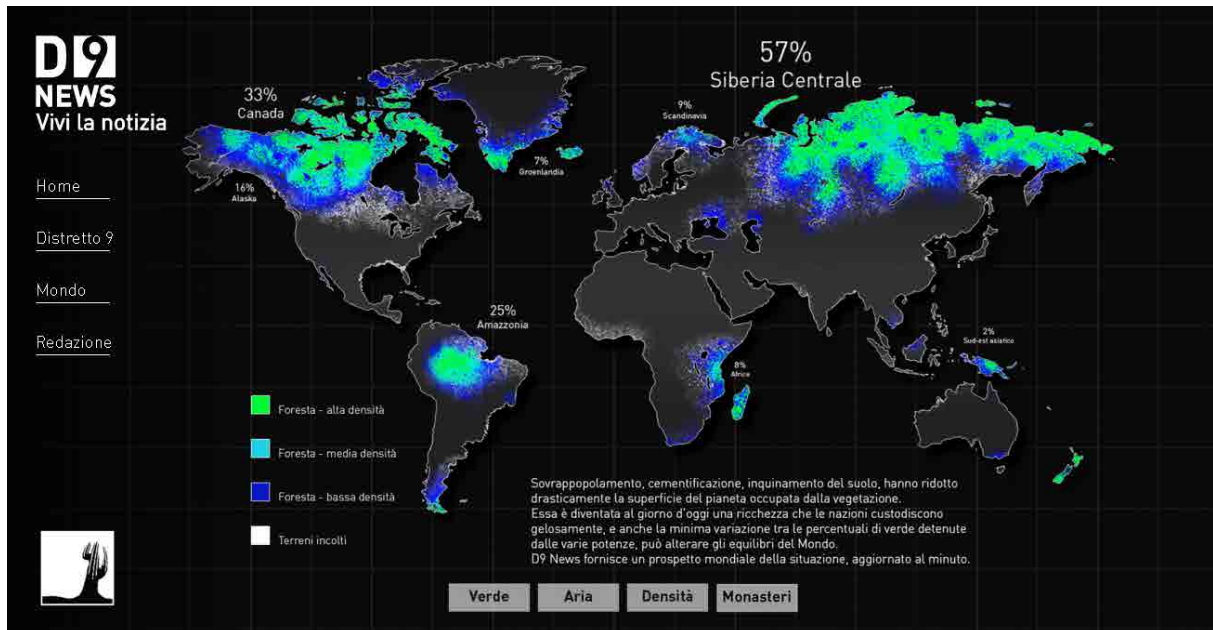 D9
NEWS
Vivi la notizia
Home
Distretto 9
Mondo
Redazione
33%
Canada
16%
Alaska
7%
Groenlandia
9%
Scandinavia
57%
Siberia Centrale
25%
Amazzonia
8%
Africa
2%
Sud-est asiatico
Foresta - alta densità
Foresta - media densità
Foresta - bassa densità
Terreni incolti
Sovrappopolamento, cementificazione, inquinamento del suolo, hanno ridotto
drasticamente la superficie del pianeta occupata dalla vegetazione.
Essa è diventata al giorno d'oggi una ricchezza che le nazioni custodiscono
gelosamente, e anche la minima variazione tra le percentuali di verde detenute
dalle varie potenze, può alterare gli equilibri del Mondo.
D9 News fornisce un prospetto mondiale della situazione, aggiornato al minuto.
Verde
Aria
Densità
Monasteri